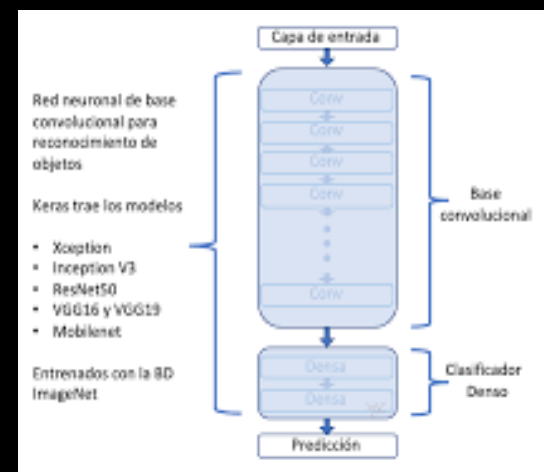 Capa de entrada
Red neuronal de base
convolucional para
reconocimiento de
objetos
Keras trae los modelos
• Xception
• Inception V3
• ResNet50
• VGG16 y VGG19
• Mobilenet
Entrenados con la BD
ImageNet
Conv
Conv
Conv
Conv
Conv
Densa
Densa
Base
convolucional
Clasificador
Denso
Predicción